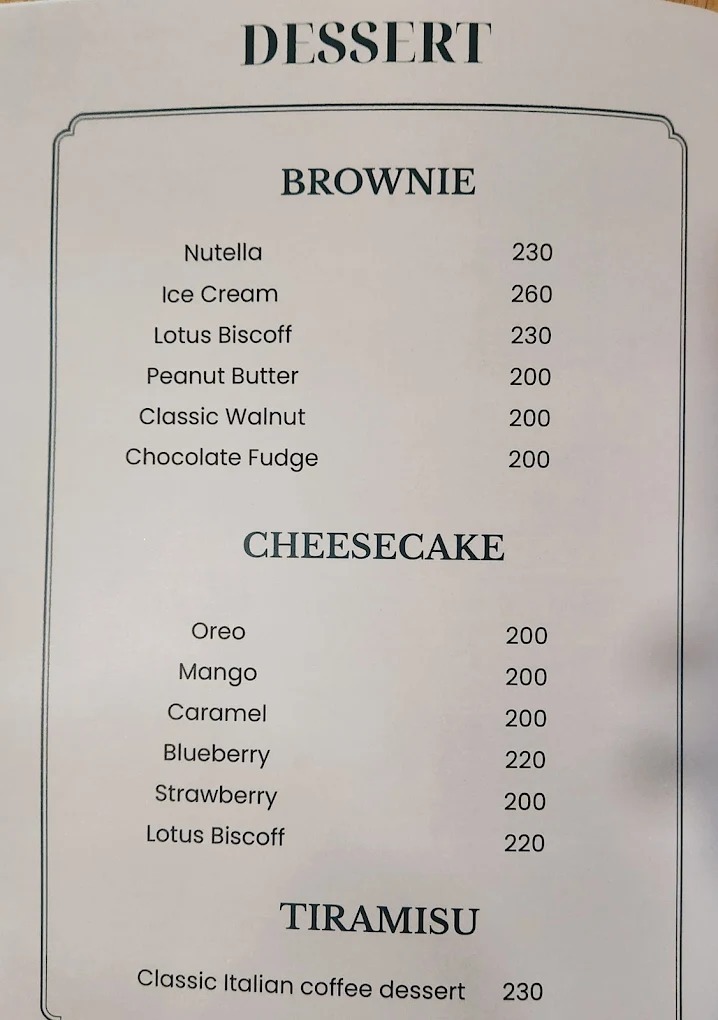 DESSERT
BROWNIE
Nutella 230
Ice Cream 260
Lotus Biscoff 230
Peanut Butter 200
Classic Walnut 200
Chocolate Fudge 200
CHEESECAKE
Oreo 200
Mango 200
Caramel 200
Blueberry 220
Strawberry 200
Lotus Biscoff 220
TIRAMISU
Classic Italian coffee dessert 230